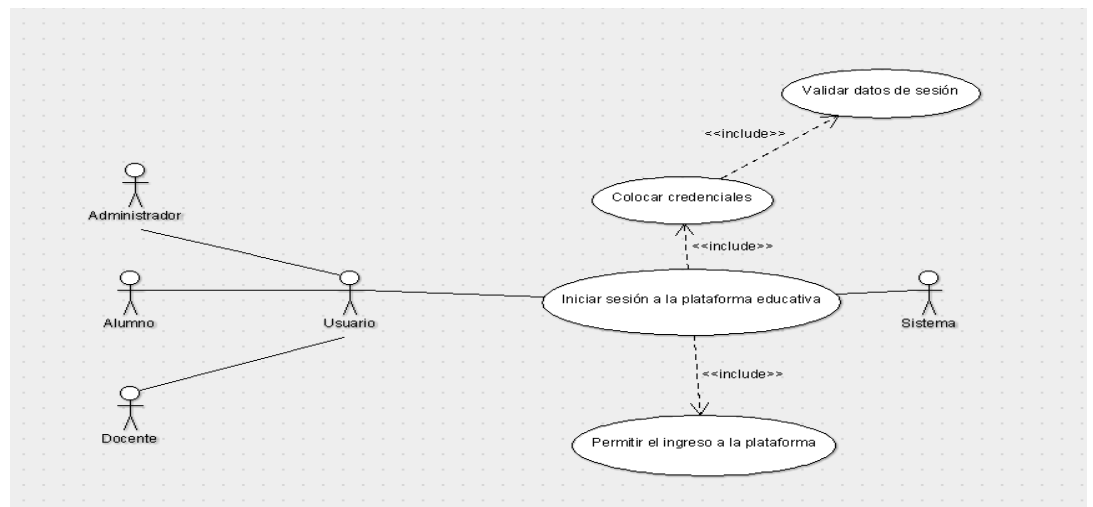 Validar datos de sesión
<<include>>
Colocar credenciales
Administrador
<<include>>
Iniciar sesión a la plataforma educativa
Alumno
Usuario
Sistema
<<include>>
Docente
Permitir el ingreso a la plataforma